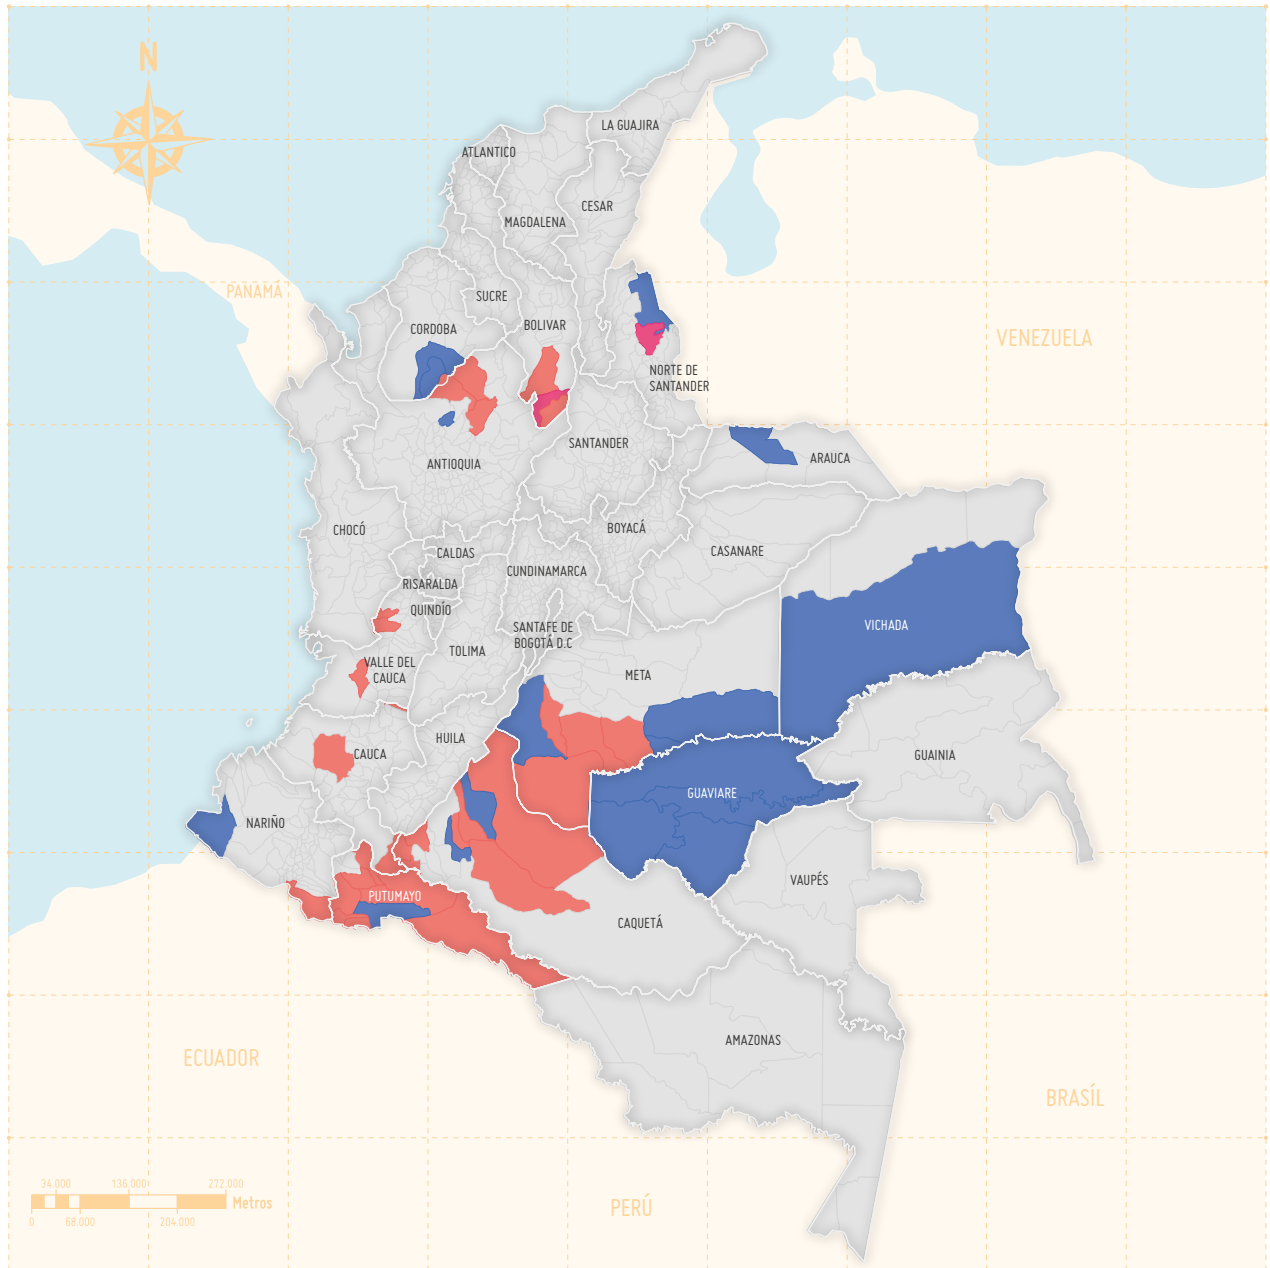 N
LA GUAJIRA
ATLANTICO
CESAR
MAGDALENA
PANAMÁ
SUCRE
CORDOBA
BOLIVAR
VENEZUELA
NORTE DE
SANTANDER
SANTANDER
ANTIOQUIA
ARAUCA
CHOCÓ
BOYACÁ
CALDAS
CASANARE
CUNDINAMARCA
RISARALDA
QUINDÍO
VICHADA
SANTAFE DE
BOGOTÁ D.C
TOLIMA
VALLE DEL
CAUCA
META
HUILA
CAUCA
GUAINIA
GUAVIARE
NARIÑO
VAUPÉS
PUTUMAYO
CAQUETÁ
AMAZONAS
ECUADOR
BRASÍL
PERÚ
34.000 136.000 272.000
Metros
0 68.000 204.000